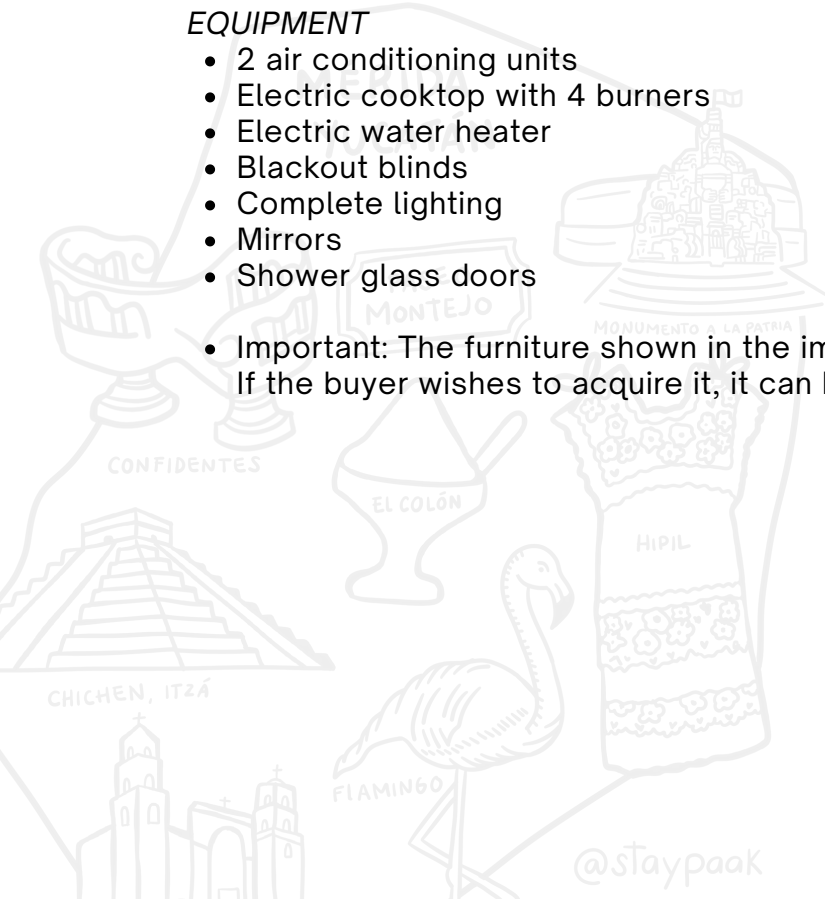 EQUIPMENT
2 air conditioning units
Electric cooktop with 4 burners
Electric water heater
Blackout blinds
Complete lighting
Mirrors
Shower glass doors
Important: The furniture shown in the
If the buyer wishes to acquire it, it can
MERIDA
YUCATÁN
MONTEJO
MONUMENTO A LA PATRIA
CONFIDENTES
EL COLÓN
HIPIL
CHICHEN, ITZÁ
FLAMINGO
@staypaak